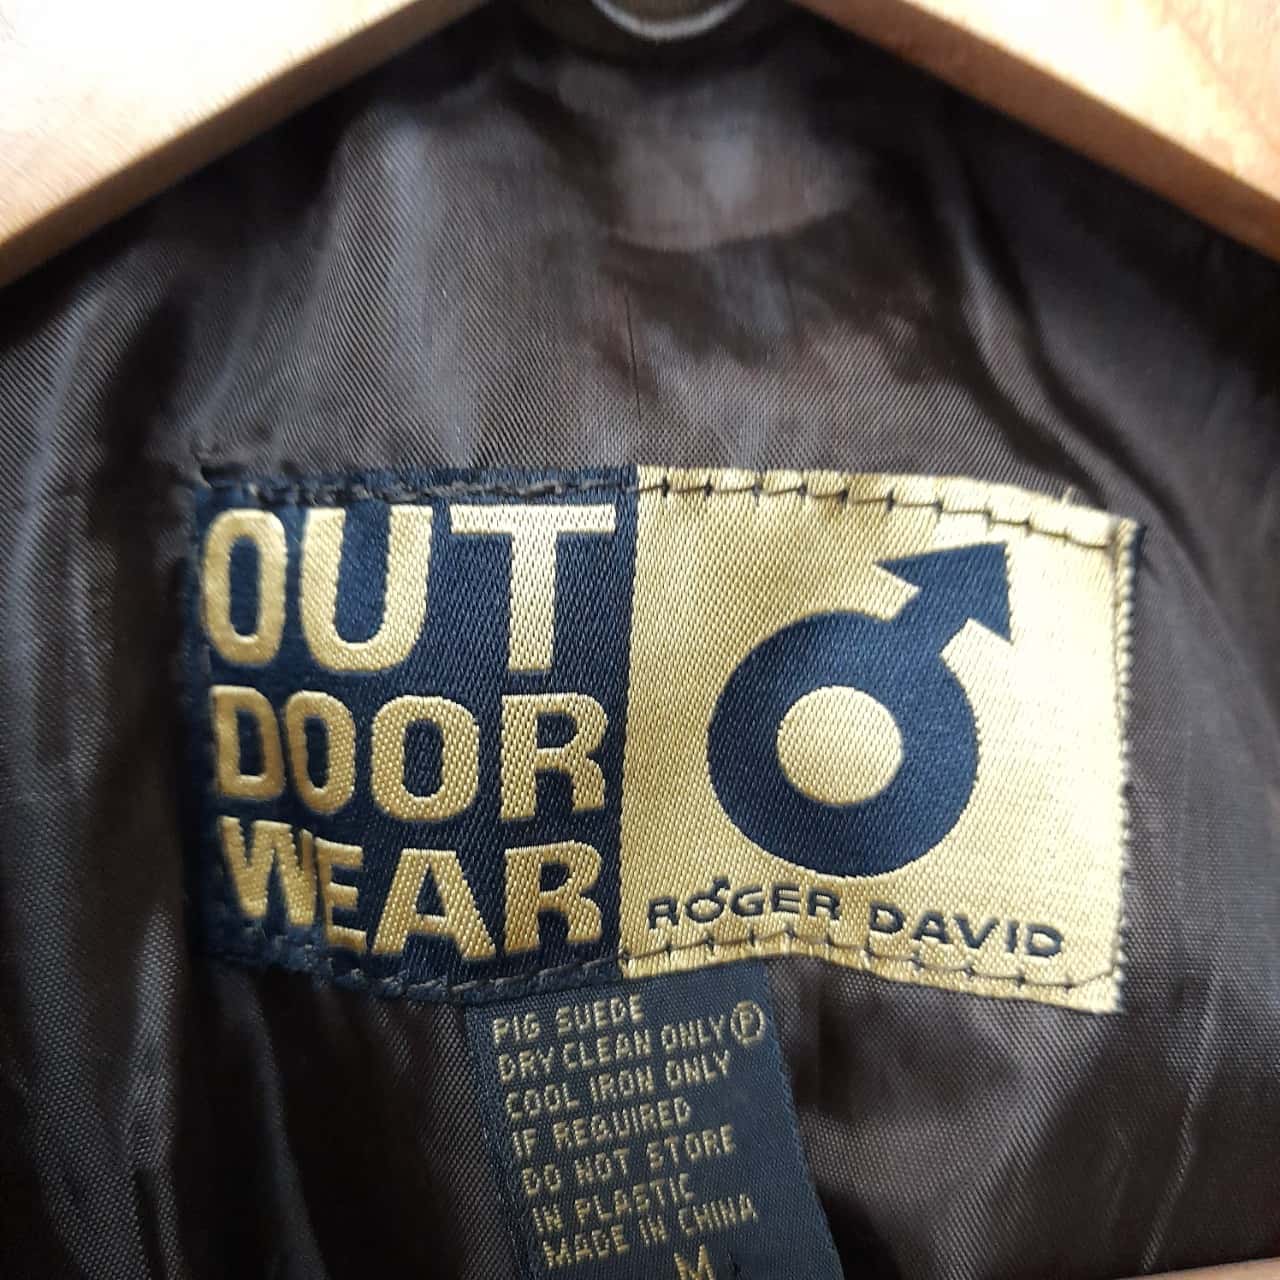 OUT
DOOR
WEAR
ROGER DAVID
PIG SUEDE
DRY CLEAN ONLY Ⓟ
COOL IRON ONLY
IF REQUIRED
DO NOT STORE
IN PLASTIC
MADE IN CHINA
M